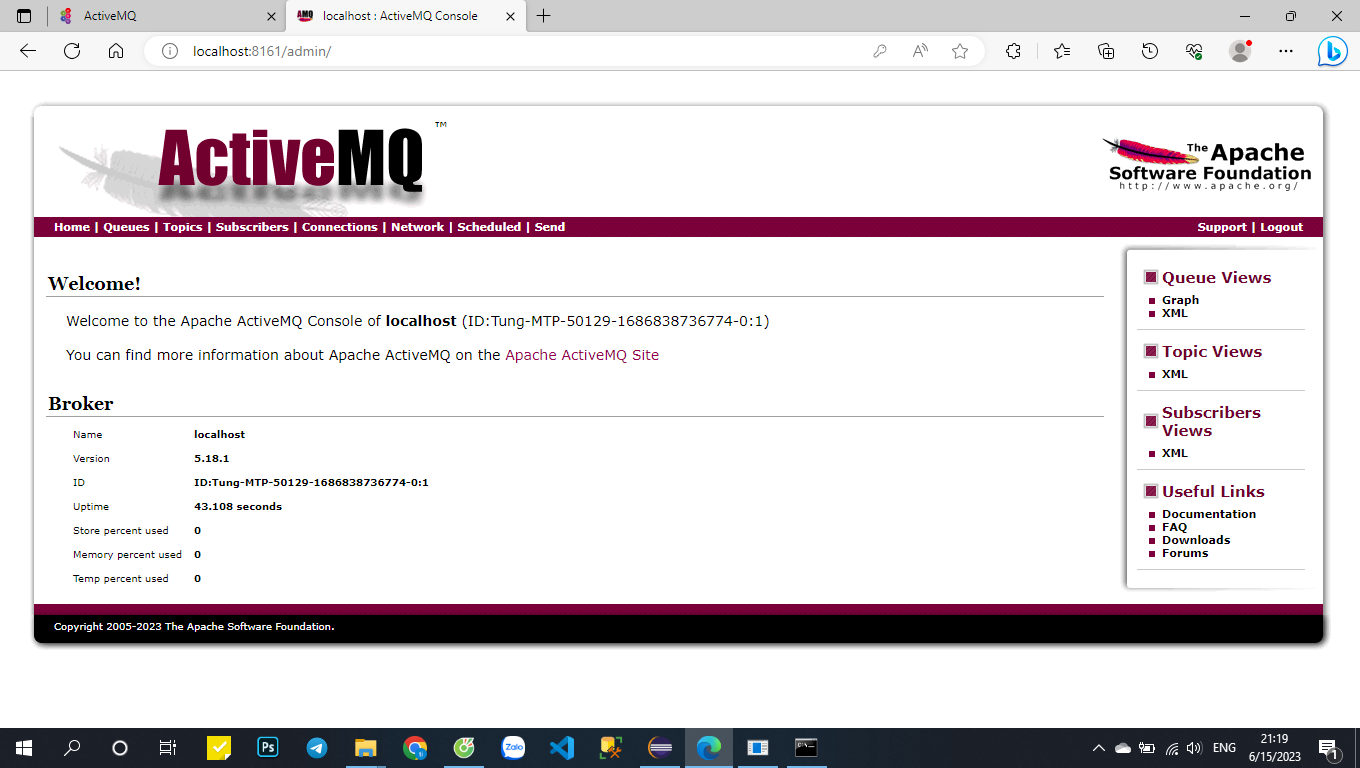 ActiveMQ
localhost : ActiveMQ Console
localhost:8161/admin/
ActiveMQ ™
The Apache
Software Foundation
http://www.apache.org/
Home | Queues | Topics | Subscribers | Connections | Network | Scheduled | Send
Support | Logout
Welcome!
Welcome to the Apache ActiveMQ Console of localhost (ID:Tung-MTP-50129-1686838736774-0:1)
You can find more information about Apache ActiveMQ on the Apache ActiveMQ Site
Broker
Name localhost
Version 5.18.1
ID ID:Tung-MTP-50129-1686838736774-0:1
Uptime 43.108 seconds
Store percent used 0
Memory percent used 0
Temp percent used 0
Queue Views
Graph
XML
Topic Views
XML
Subscribers
Views
XML
Useful Links
Documentation
FAQ
Downloads
Forums
Copyright 2005-2023 The Apache Software Foundation.
Ps
Zalo
ENG
21:19
6/15/2023
1